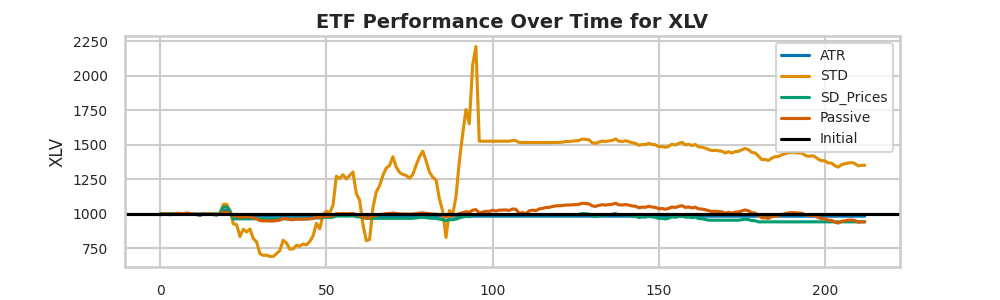 ETF Performance Over Time for XLV
2250
2000
1750
1500
1250
1000
750
XLV
0 50 100 150 200
ATR
STD
SD_Prices
Passive
Initial